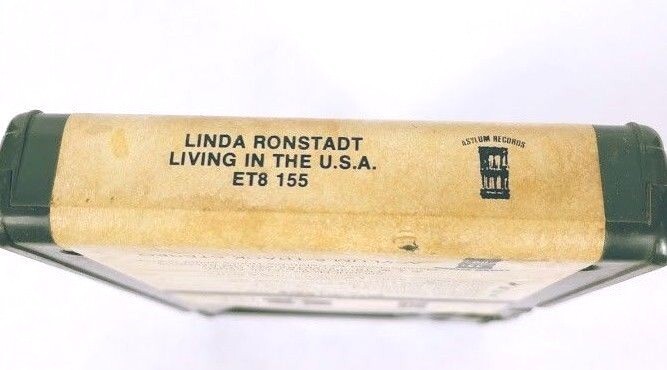 LINDA RONSTADT
LIVING IN THE U.S.A.
ET8 155
ASYLUM RECORDS